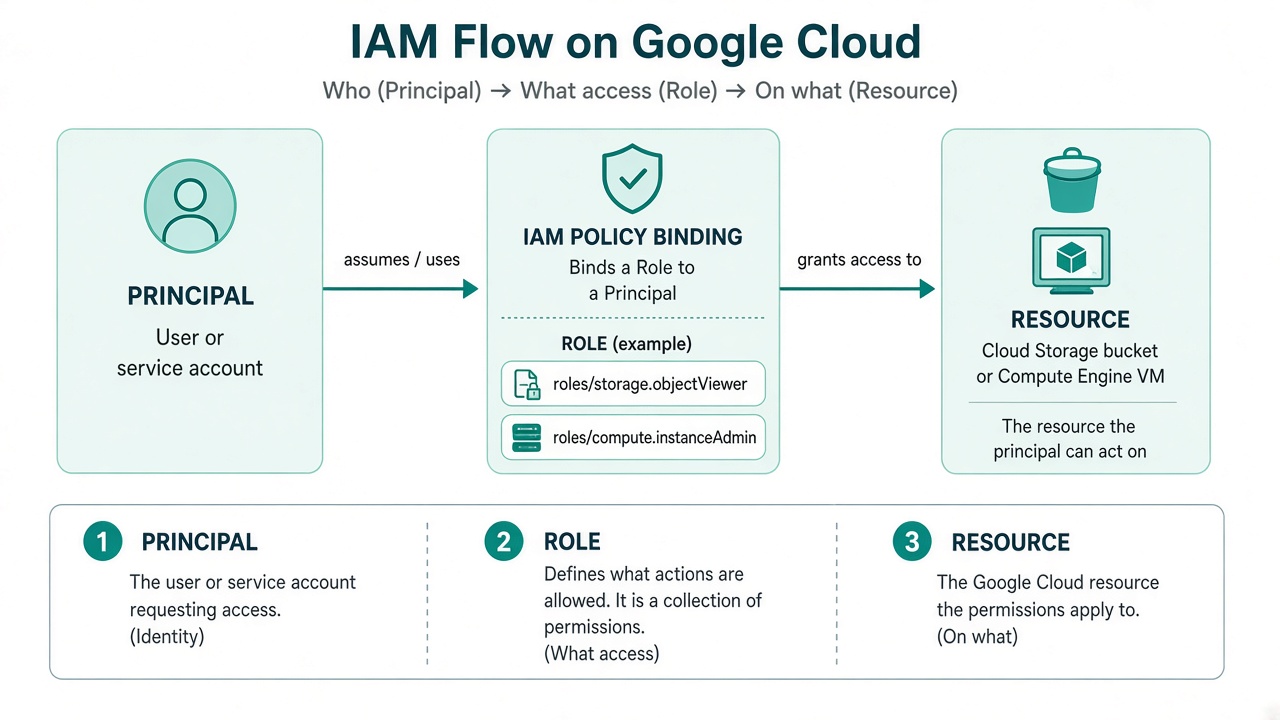 IAM Flow on Google Cloud
Who (Principal) → What access (Role) → On what (Resource)
PRINCIPAL
User or
service account
assumes / uses
IAM POLICY BINDING
Binds a Role to
a Principal
ROLE (example)
roles/storage.objectViewer
roles/compute.instanceAdmin
grants access to
RESOURCE
Cloud Storage bucket
or Compute Engine VM
The resource the
principal can act on
1 PRINCIPAL
The user or service account
requesting access.
(Identity)
2 ROLE
Defines what actions are
allowed. It is a collection of
permissions.
(What access)
3 RESOURCE
The Google Cloud resource
the permissions apply to.
(On what)